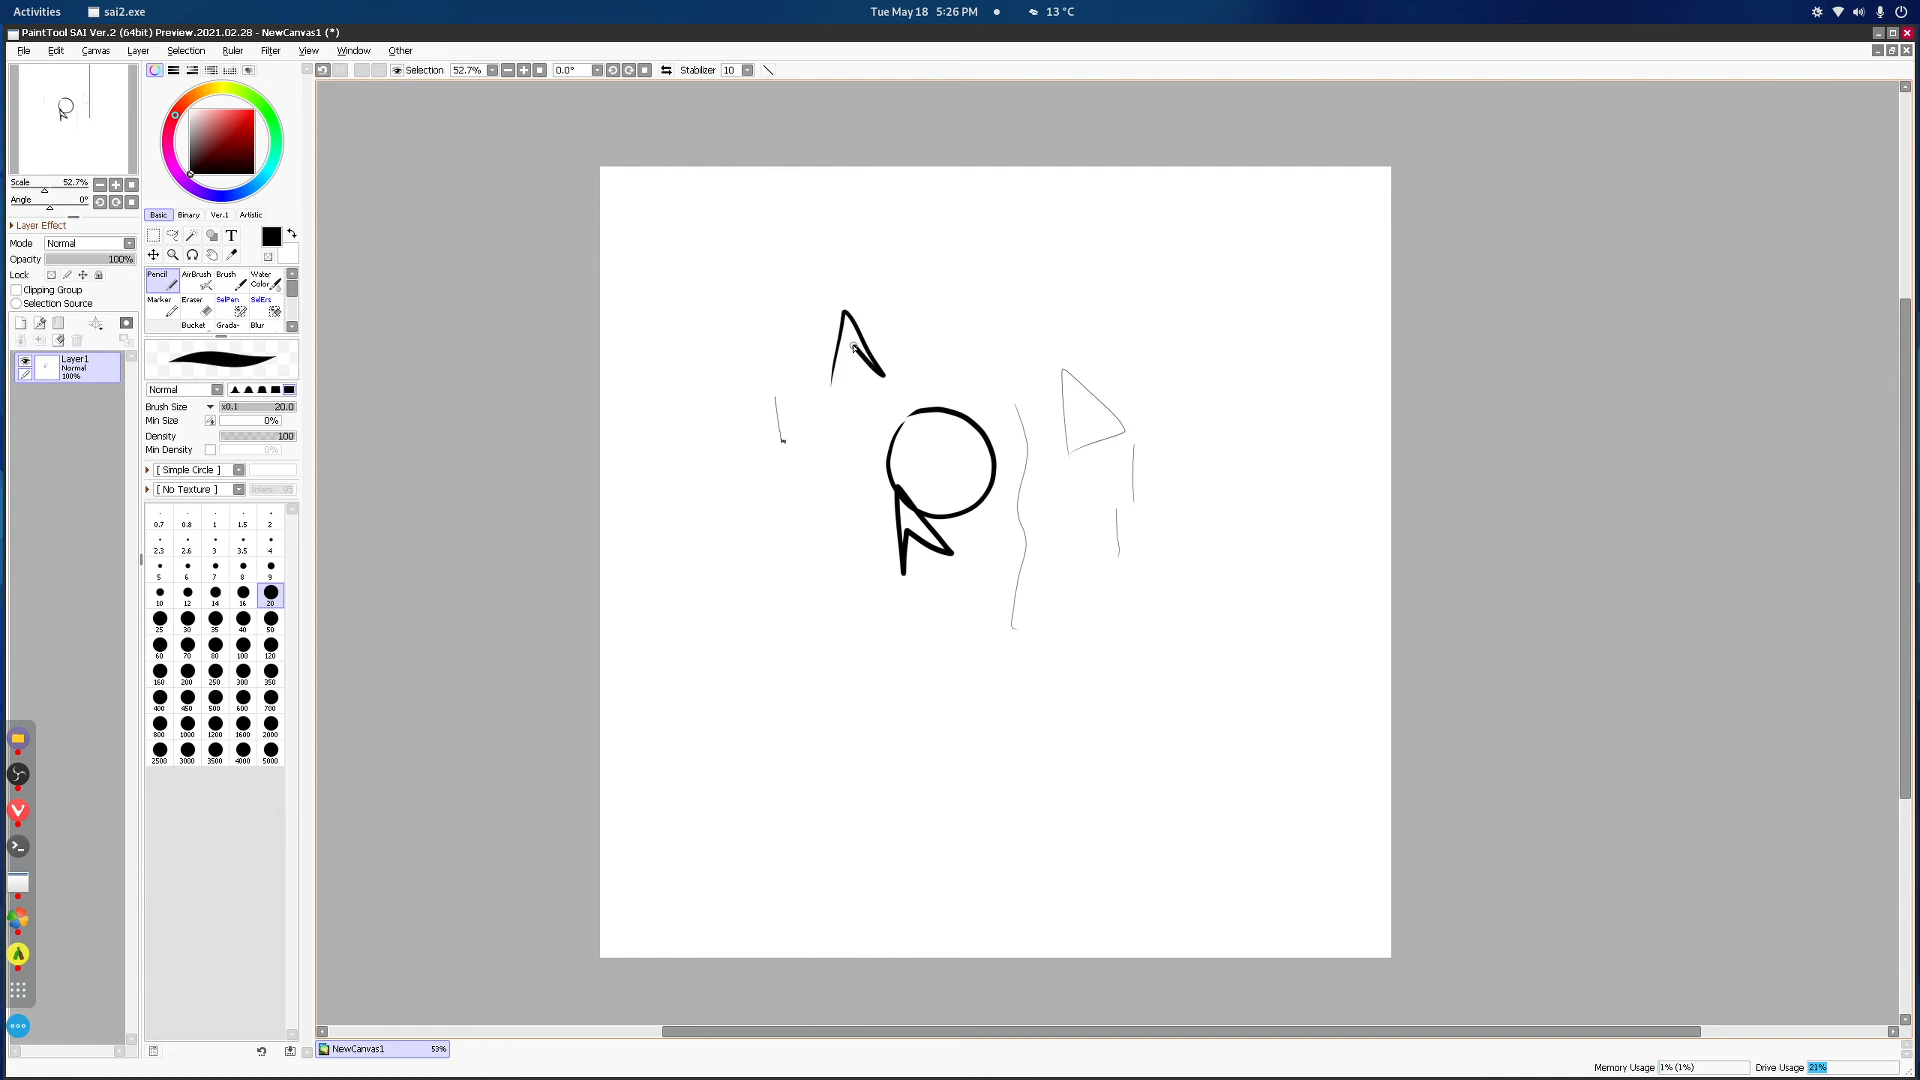 Activities sai2.exe Tue May 18 5:26 PM 13 °C
PaintTool SAI Ver.2 (64bit) Preview.2021.02.28 - NewCanvas1 (*)
File Edit Canvas Layer Selection Ruler Filter View Window Other
Selection 52.7% 0.0° Stabilizer 10
Scale 52.7%
Angle 0°
Layer Effect
Mode Normal
Opacity 100%
Lock
Clipping Group
Selection Source
Layer1
Normal
100%
Basic Binary Ver.1 Artistic
T
Pencil AirBrush Brush Water Color
Marker Eraser SelPen SelErs
Bucket Grada- Blur
Normal
Brush Size x0.1 20.0
Min Size 0%
Density 100
Min Density 0%
[ Simple Circle ]
[ No Texture ] Intens. 95
0.7 0.8 1 1.5 2
2.3 2.6 3 3.5 4
5 6 7 8 9
10 12 14 16 20
25 30 35 40 50
60 70 80 100 120
160 200 250 300 350
400 450 500 600 700
800 1000 1200 1600 2000
2500 3000 3500 4000 5000
NewCanvas1 53%
Memory Usage 1% (1%) Drive Usage 21%